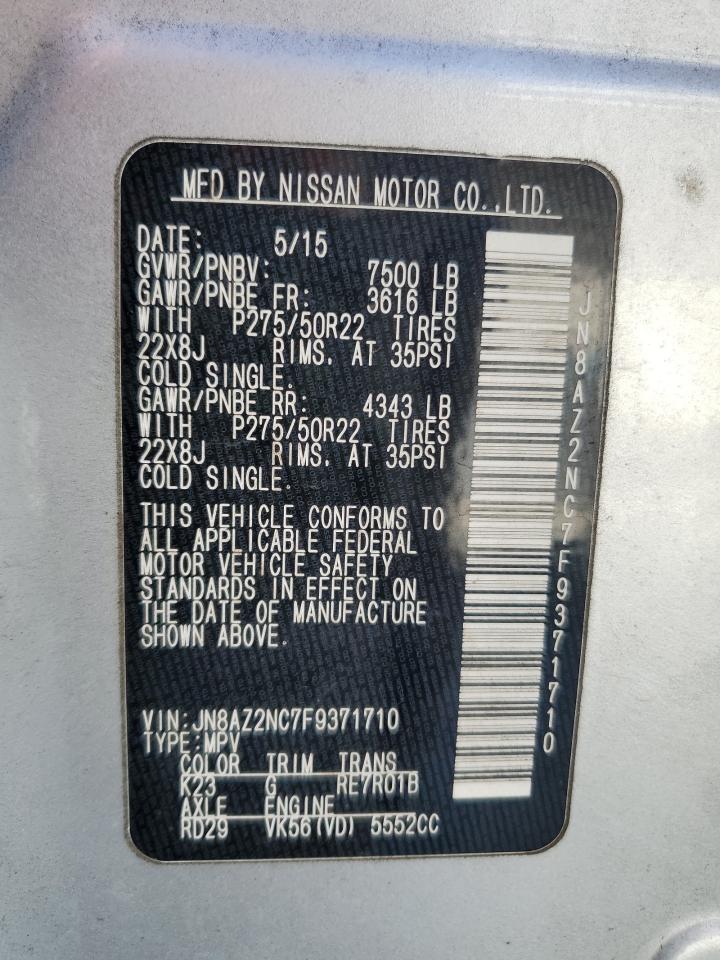 MFD BY NISSAN MOTOR CO.,LTD.
DATE: 5/15
GVWR/PNBV: 7500 LB
GAWR/PNBE FR: 3616 LB
WITH P275/50R22 TIRES
22X8J RIMS. AT 35PSI
COLD SINGLE.
GAWR/PNBE RR: 4343 LB
WITH P275/50R22 TIRES
22X8J RIMS. AT 35PSI
COLD SINGLE.
THIS VEHICLE CONFORMS TO
ALL APPLICABLE FEDERAL
MOTOR VEHICLE SAFETY
STANDARDS IN EFFECT ON
THE DATE OF MANUFACTURE
SHOWN ABOVE.
VIN:JN8AZ2NC7F9371710
TYPE:MPV
COLOR TRIM TRANS
K23 G RE7R01B
AXLE ENGINE
RD29 VK56(VD) 5552CC
JN8AZ2NC7F9371710